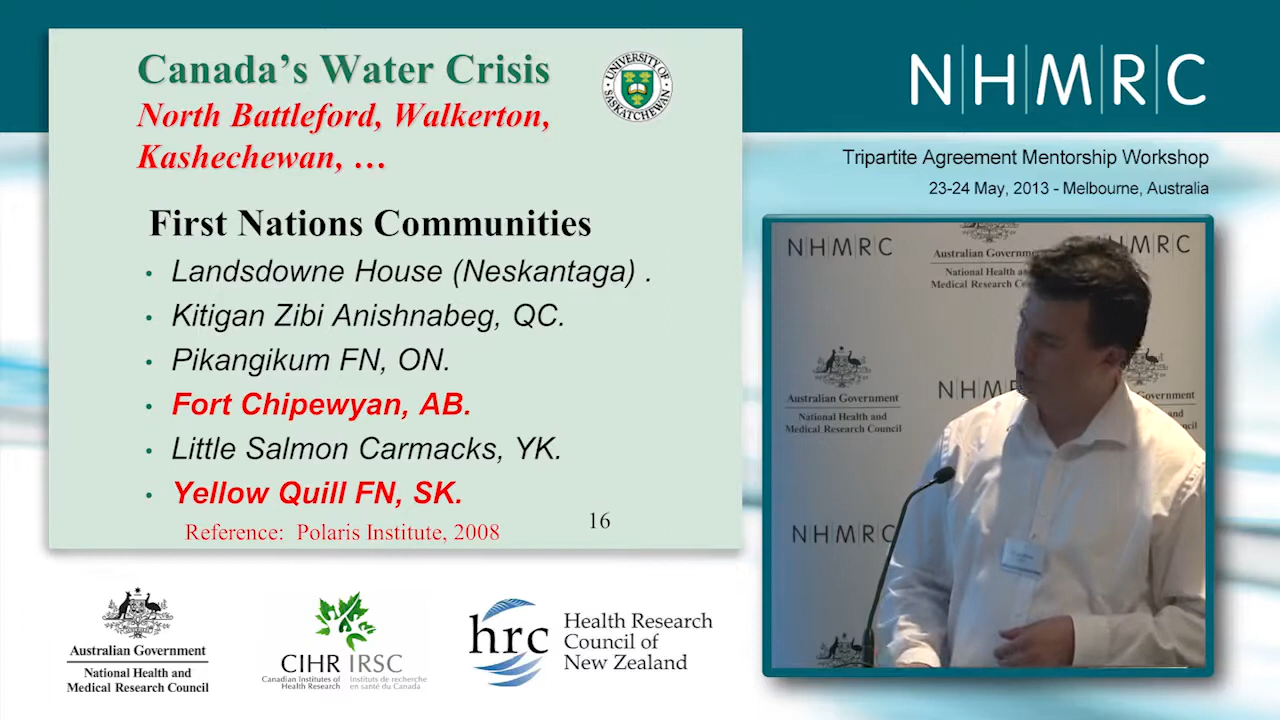 Canada's Water Crisis
North Battleford, Walkerton,
Kashechewan, …
UNIVERSITY OF
SASKATCHEWAN
First Nations Communities
• Landsdowne House (Neskantaga) .
• Kitigan Zibi Anishnabeg, QC.
• Pikangikum FN, ON.
• Fort Chipewyan, AB.
• Little Salmon Carmacks, YK.
• Yellow Quill FN, SK.
Reference: Polaris Institute, 2008
16
NHMRC
Tripartite Agreement Mentorship Workshop
23-24 May, 2013 - Melbourne, Australia
NHMRC
Australian Governm
National Health a
Medical Research C
MRC
Australian Government
National Health and
Medical Research Council
NHM
vernment
and
uncil
NHMRC
Australian Government
National Health and
Medical Research Council
CIHR IRSC
Canadian Institutes of
Health Research
Instituts de recherche
en santé du Canada
hrc
Health Research
Council of
New Zealand